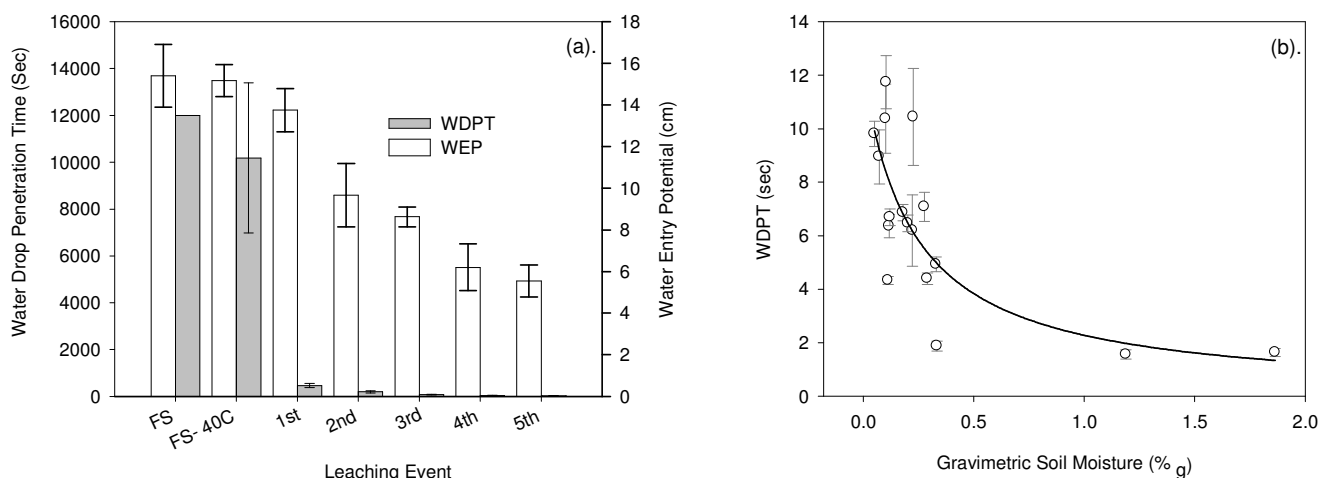 (a).
Water Drop Penetration Time (Sec)
16000
14000
12000
10000
8000
6000
4000
2000
0
WDPT
WEP
18
16
14
12
10
8
6
4
2
0
Water Entry Potential (cm)
FS
FS- 40C
1st
2nd
3rd
4th
5th
Leaching Event
(b).
WDPT (sec)
14
12
10
8
6
4
2
0
0.0
0.5
1.0
1.5
2.0
Gravimetric Soil Moisture (% g)